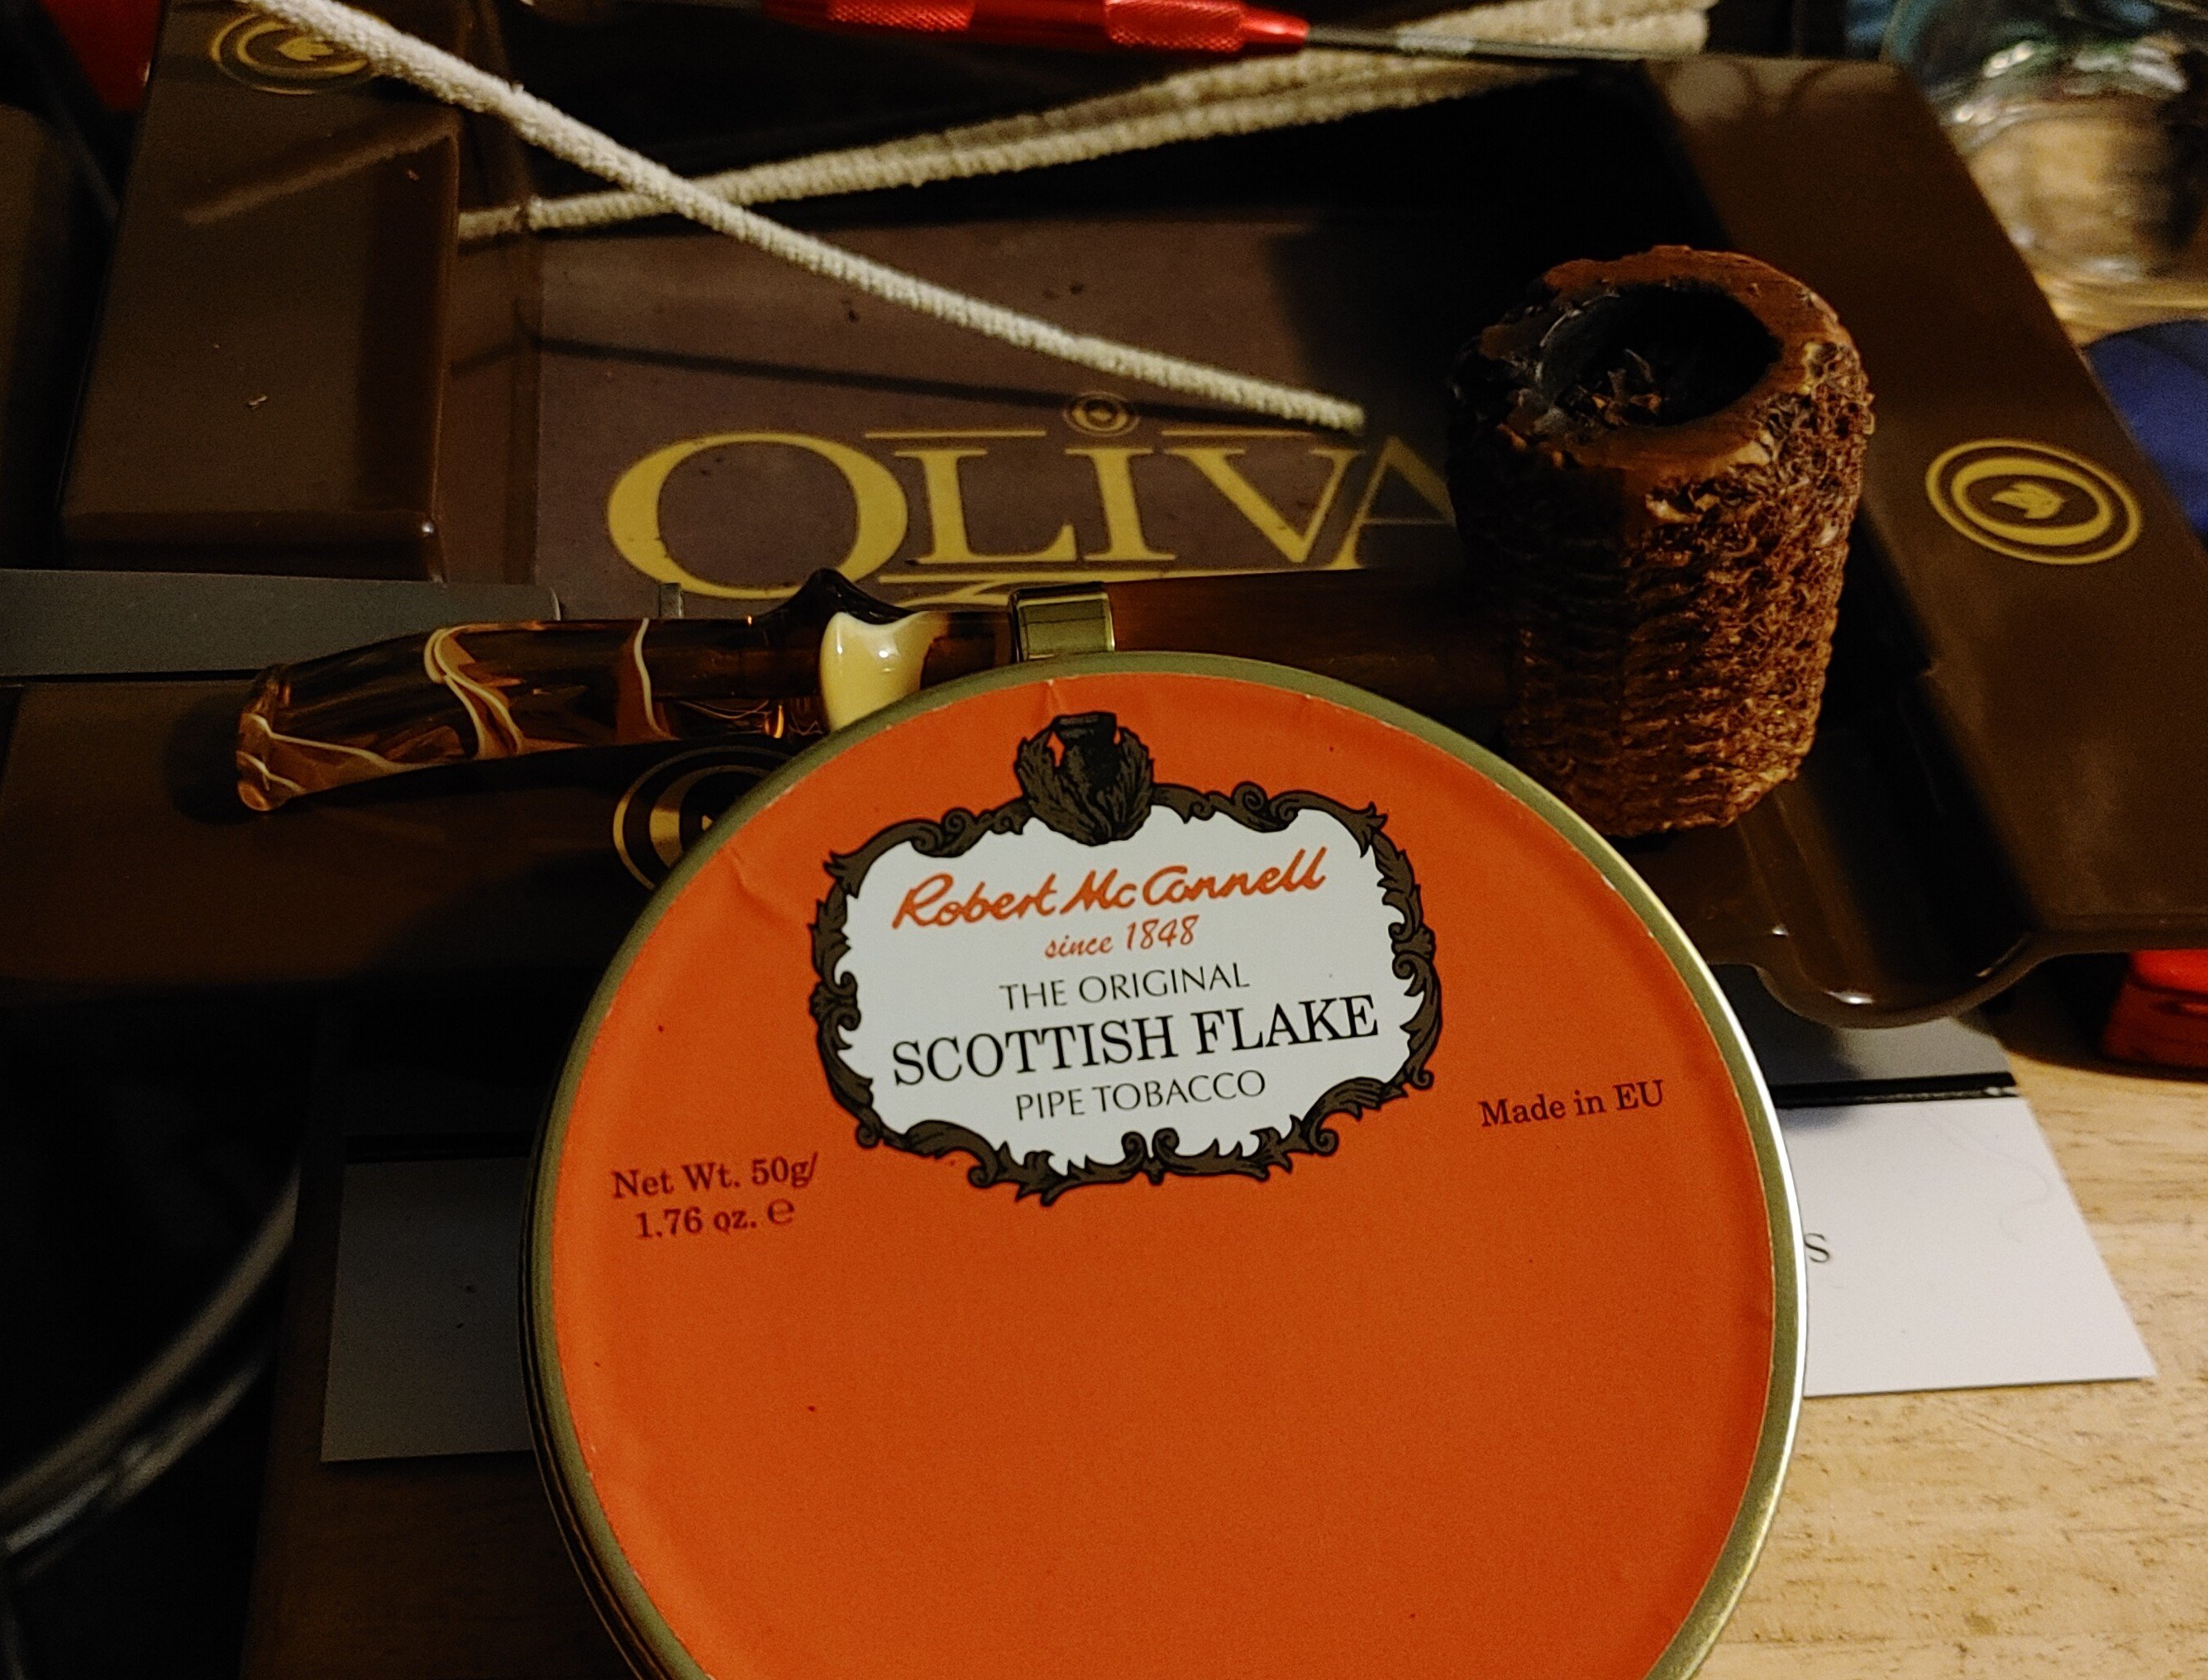 OLIVA
Robert McConnell
since 1848
THE ORIGINAL
SCOTTISH FLAKE
PIPE TOBACCO
Made in EU
Net Wt. 50g/
1.76 oz. ℮